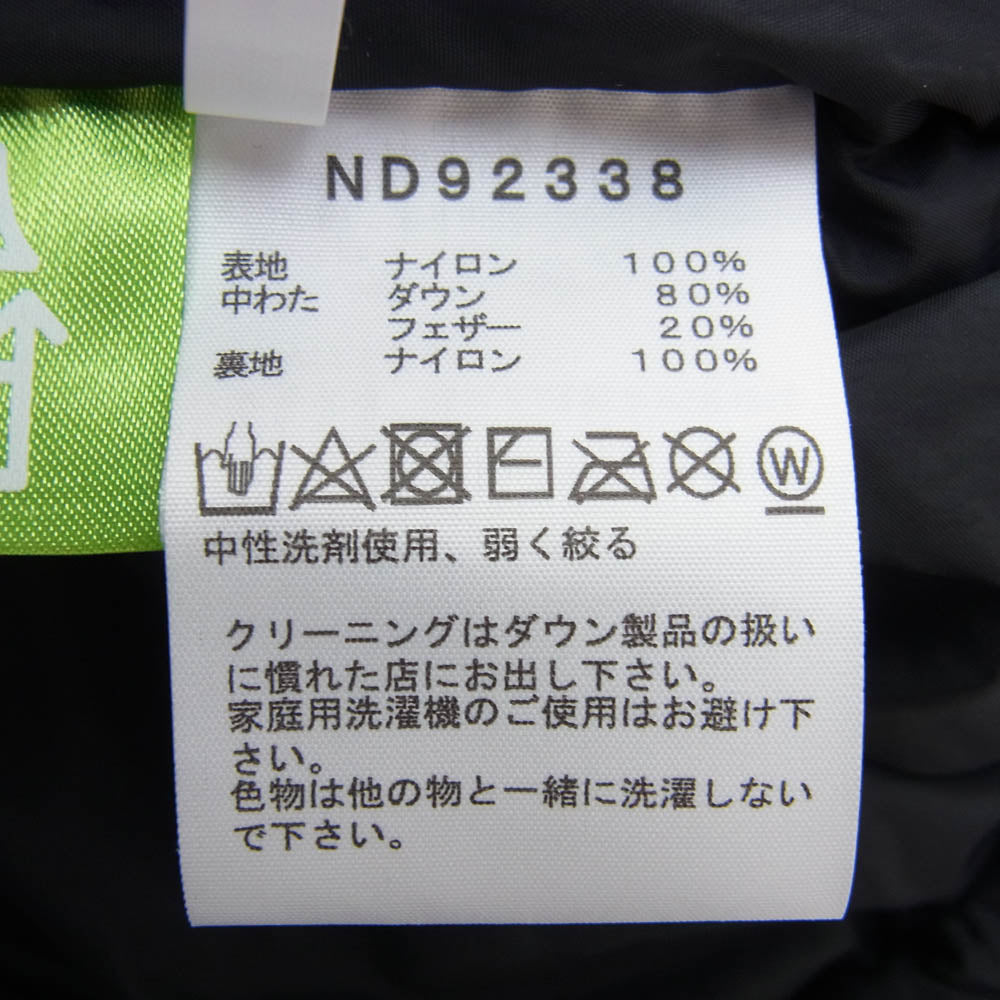 ND92338
表地 ナイロン 100%
中わた ダウン 80%
フェザー 20%
裏地 ナイロン 100%
W
中性洗剤使用、弱く絞る
クリーニングはダウン製品の扱い
に慣れた店にお出し下さい。
家庭用洗濯機のご使用はお避け下
さい。
色物は他の物と一緒に洗濯しない
で下さい。